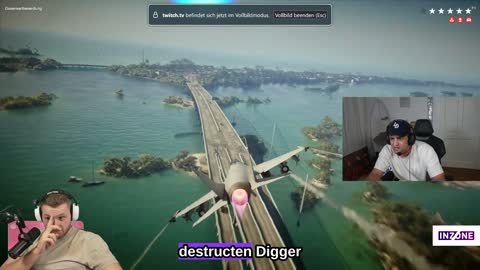 twitch.tv befindet sich jetzt im Vollbildmodus. Vollbild beenden (Esc)
INZONE
destructen Digger